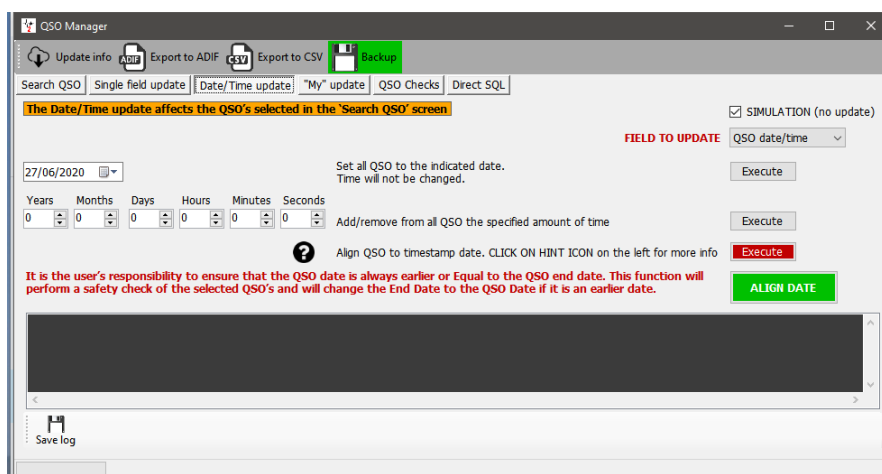 QSO Manager
Update info ADIF Export to ADIF CSV Export to CSV Backup
Search QSO Single field update Date/Time update "My" update QSO Checks Direct SQL
The Date/Time update affects the QSO's selected in the `Search QSO' screen
SIMULATION (no update)
FIELD TO UPDATE QSO date/time
27/06/2020 Set all QSO to the indicated date.
Time will not be changed.
Execute
Years Months Days Hours Minutes Seconds
0 0 0 0 0 0 Add/remove from all QSO the specified amount of time Execute
? Align QSO to timestamp date. CLICK ON HINT ICON on the left for more info Execute
It is the user's responsibility to ensure that the QSO date is always earlier or Equal to the QSO end date. This function will
perform a safety check of the selected QSO's and will change the End Date to the QSO Date if it is an earlier date.
ALIGN DATE
Save log